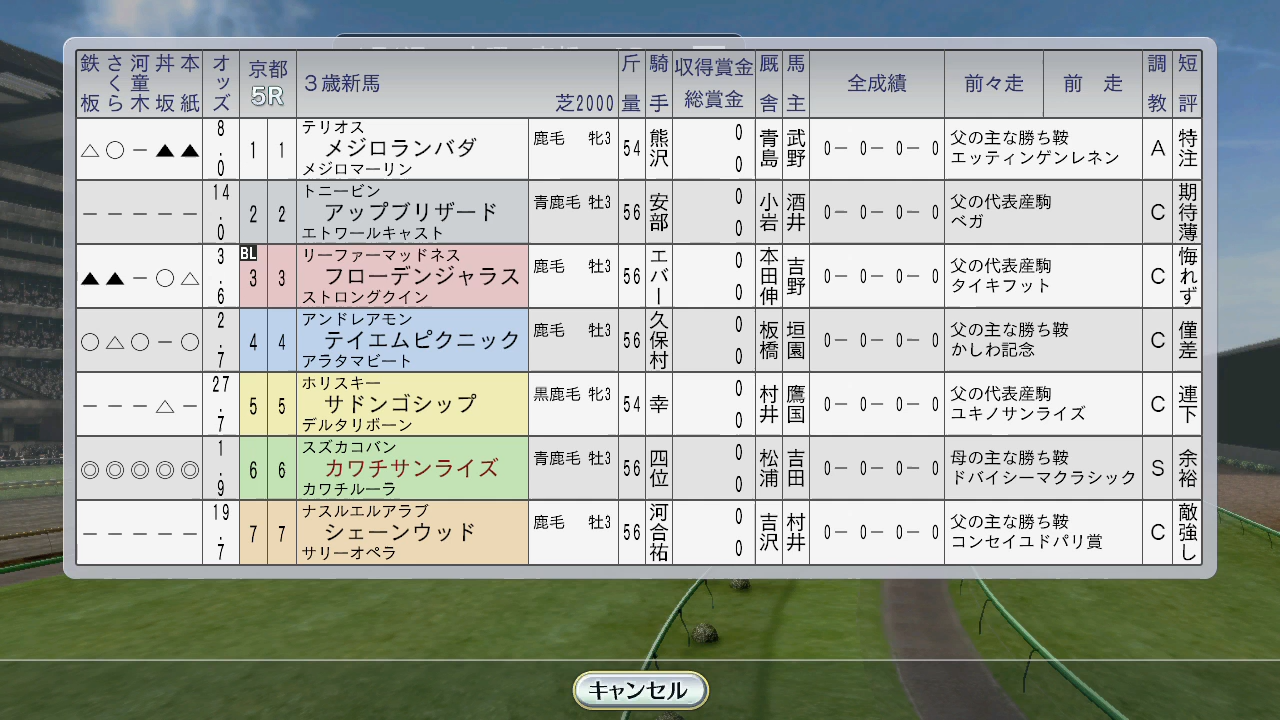 鉄板 さくら 河童木 丼坂 本紙 オッズ 京都5R 3歳新馬 芝2000 斤量 騎手 収得賞金 総賞金 厩舎 馬主 全成績 前々走 前 走 調教 短評
△ ○ － ▲ ▲ 8.0 1 1 テリオス
メジロランバダ
メジロマーリン
鹿毛 牝3 54 熊沢 0 0 青島 武野 0－ 0－ 0－ 0 父の主な勝ち鞍
エッティンゲンレネン
A 特注
－ － － － － 14.0 2 2 トニービン
アップブリザード
エトワールキャスト
青鹿毛 牡3 56 安部 0 0 小岩 酒井 0－ 0－ 0－ 0 父の代表産駒
ベガ
C 期待薄
▲ ▲ － ○ △ 3.6 BL 3 3 リーファーマッドネス
フローデンジャラス
ストロングクイン
鹿毛 牡3 56 エバー 0 0 本田伸 吉野 0－ 0－ 0－ 0 父の代表産駒
タイキフット
C 侮れず
○ △ ○ － ○ 2.7 4 4 アンドレアモン
テイエムピクニック
アラタマビート
鹿毛 牡3 56 久保村 0 0 板橋 垣園 0－ 0－ 0－ 0 父の主な勝ち鞍
かしわ記念
C 僅差
－ － － △ － 27.7 5 5 ホリスキー
サドンゴシップ
デルタリボーン
黒鹿毛 牝3 54 幸 0 0 村井 鷹国 0－ 0－ 0－ 0 父の代表産駒
ユキノサンライズ
C 連下
◎ ◎ ◎ ◎ ◎ 1.9 6 6 スズカコバン
カワチサンライズ
カワチルーラ
青鹿毛 牡3 56 四位 0 0 松浦 吉田 0－ 0－ 0－ 0 母の主な勝ち鞍
ドバイシーマクラシック
S 余裕
－ － － － － 19.7 7 7 ナスルエルアラブ
シェーンウッド
サリーオペラ
鹿毛 牡3 56 河合祐 0 0 吉沢 村井 0－ 0－ 0－ 0 父の主な勝ち鞍
コンセイユドパリ賞
C 敵強し
キャンセル